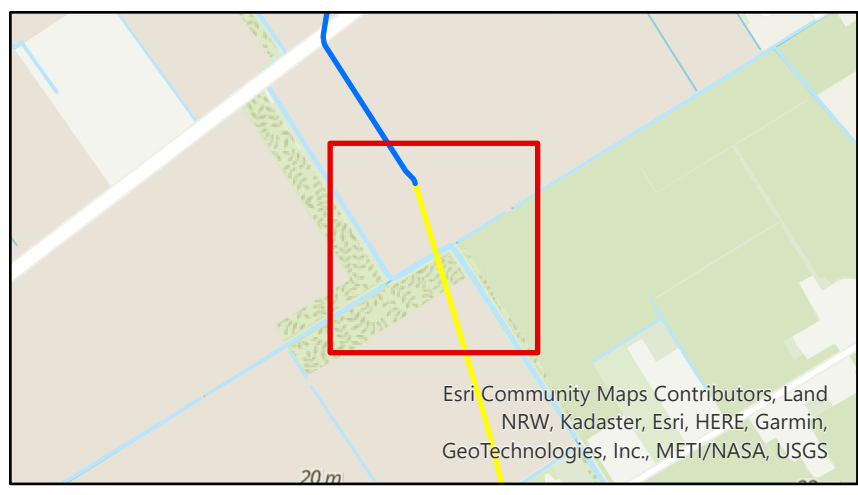 Esri Community Maps Contributors, Land
NRW, Kadaster, Esri, HERE, Garmin,
GeoTechnologies, Inc., METI/NASA, USGS
20 m